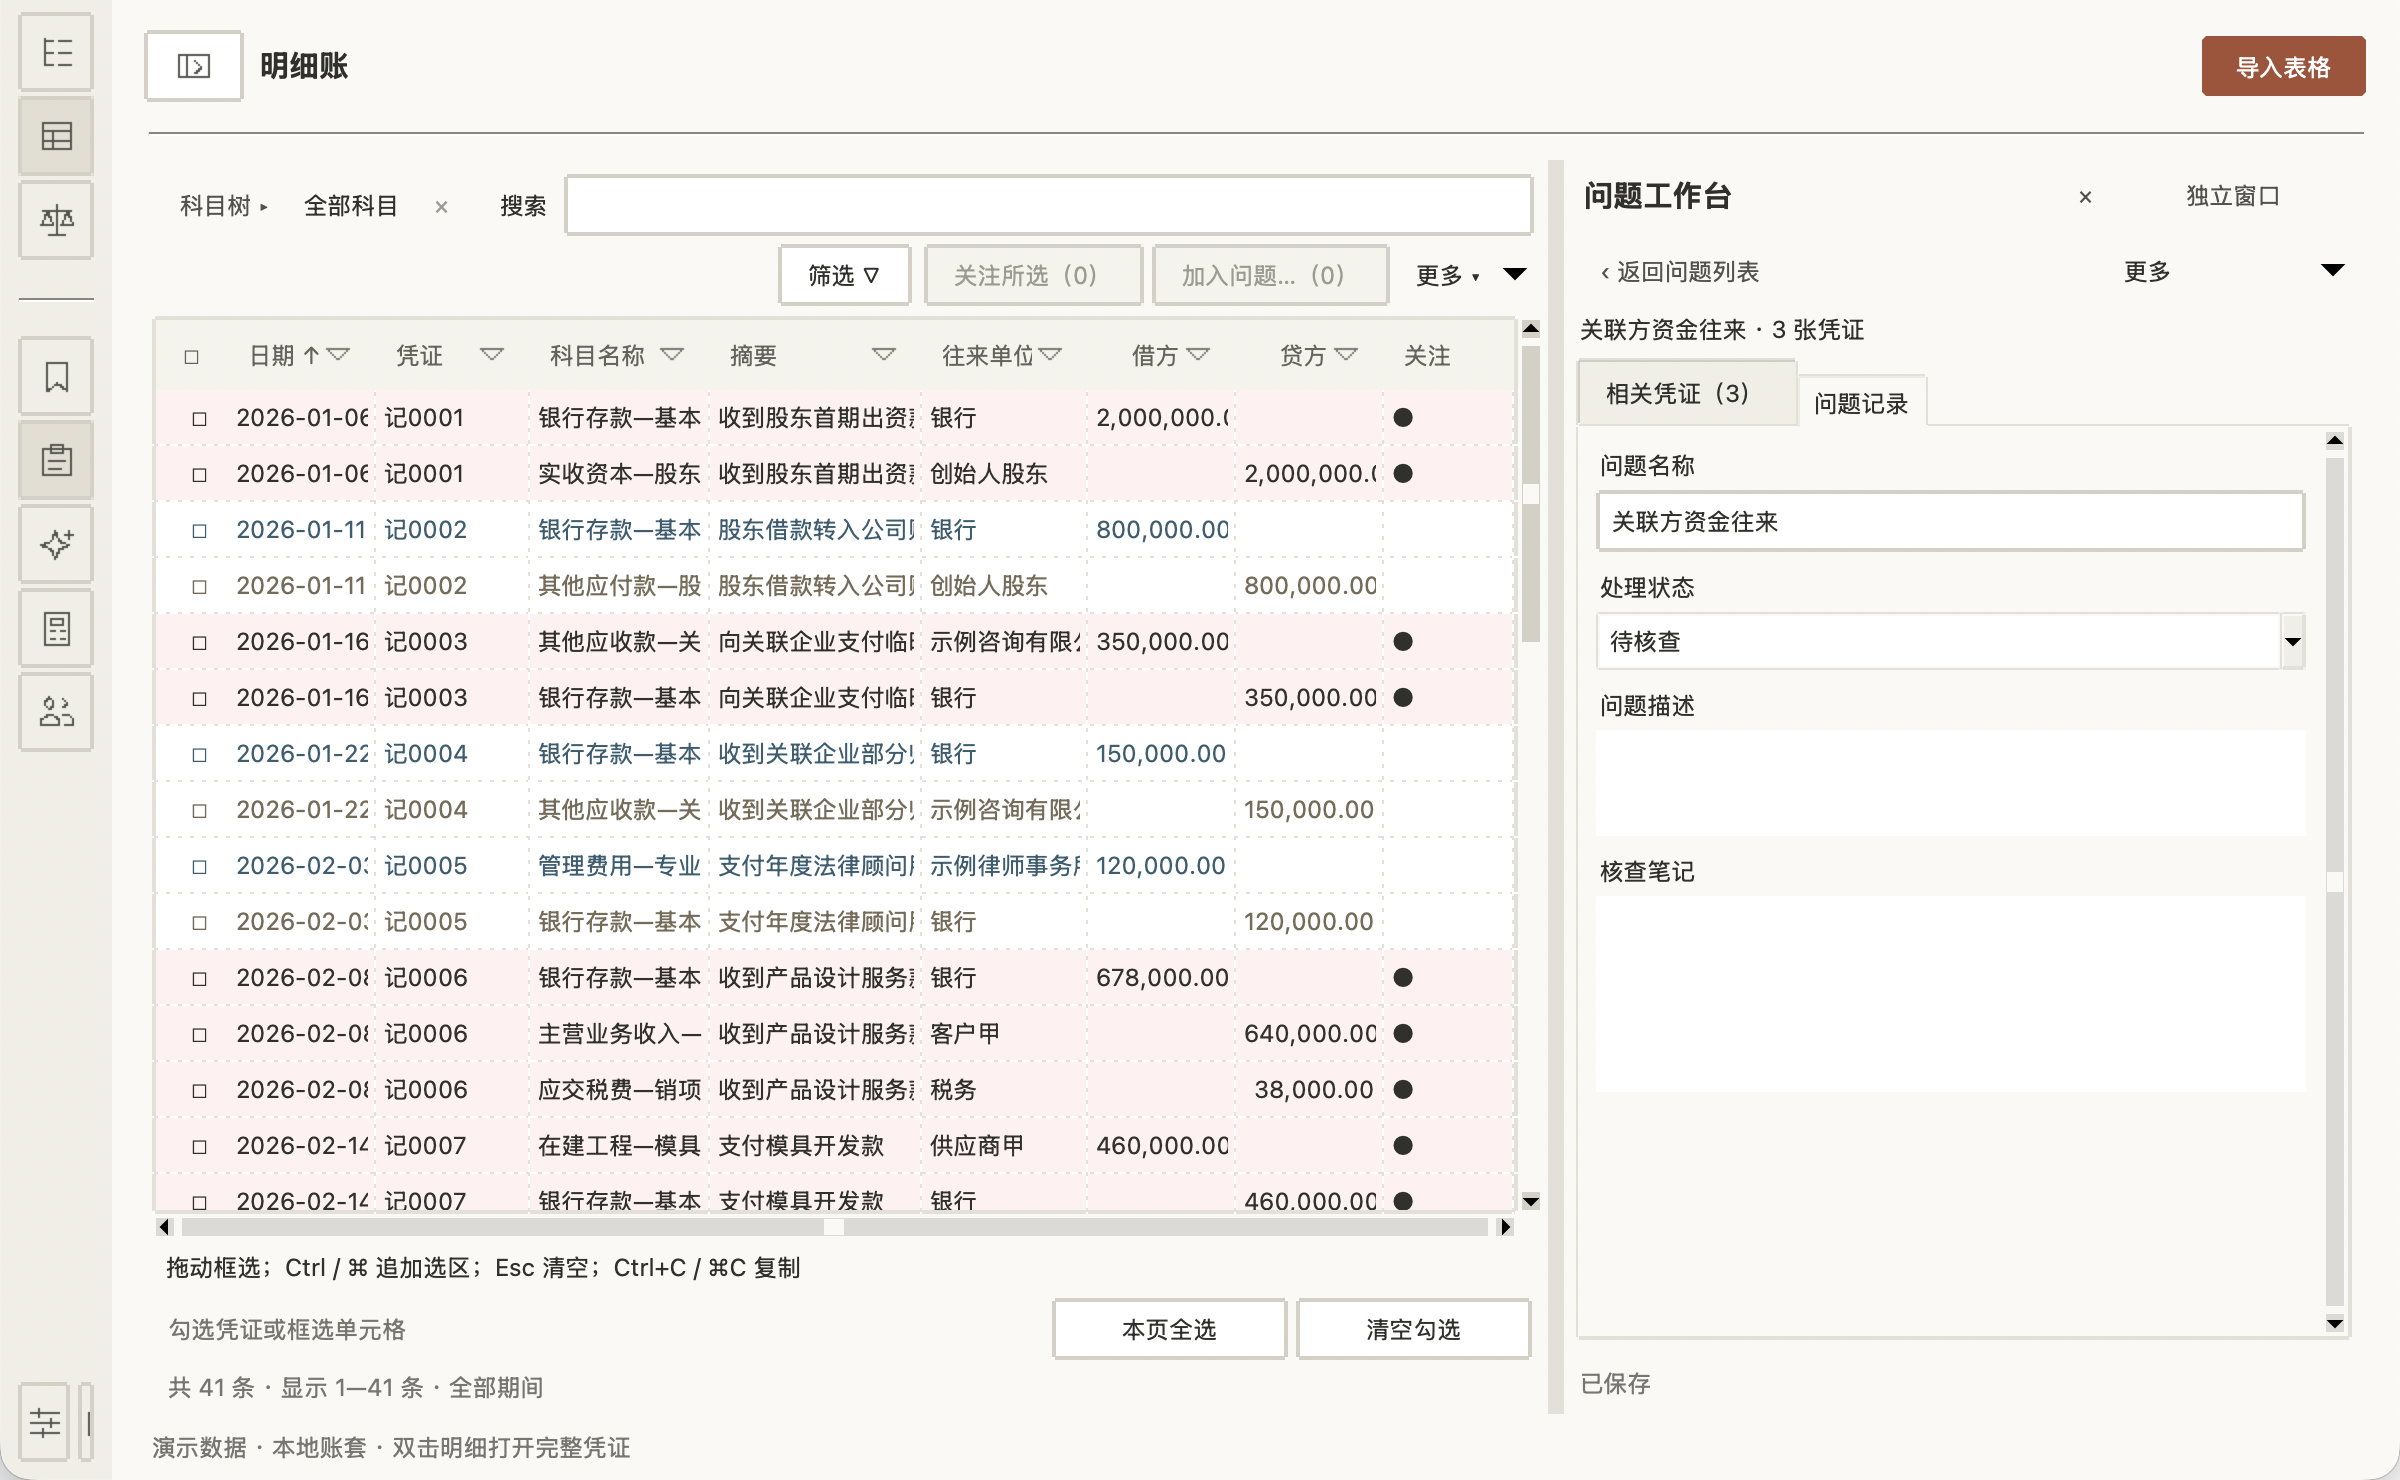 明细账
导入表格
科目树 ▸ 全部科目 × 搜索
筛选 ▽ 关注所选（0） 加入问题...（0） 更多 ▾
日期 ↑ 凭证 科目名称 摘要 往来单位 借方 贷方 关注
2026-01-06 记0001 银行存款—基本 收到股东首期出资 银行 2,000,000. ●
2026-01-06 记0001 实收资本—股东 收到股东首期出资 创始人股东 2,000,000. ●
2026-01-11 记0002 银行存款—基本 股东借款转入公司 银行 800,000.00
2026-01-11 记0002 其他应付款—股 股东借款转入公司 创始人股东 800,000.00
2026-01-16 记0003 其他应收款—关 向关联企业支付临 示例咨询有限 350,000.00 ●
2026-01-16 记0003 银行存款—基本 向关联企业支付临 银行 350,000.00 ●
2026-01-22 记0004 银行存款—基本 收到关联企业部分 银行 150,000.00
2026-01-22 记0004 其他应收款—关 收到关联企业部分 示例咨询有限 150,000.00
2026-02-0 记0005 管理费用—专业 支付年度法律顾问 示例律师事务 120,000.00
2026-02-0 记0005 银行存款—基本 支付年度法律顾问 银行 120,000.00
2026-02-08 记0006 银行存款—基本 收到产品设计服务 银行 678,000.00 ●
2026-02-08 记0006 主营业务收入— 收到产品设计服务 客户甲 640,000.00 ●
2026-02-08 记0006 应交税费—销项 收到产品设计服务 税务 38,000.00 ●
2026-02-14 记0007 在建工程—模具 支付模具开发款 供应商甲 460,000.00 ●
2026-02-14 记0007 银行存款—基本 支付模具开发款 银行 460,000.00 ●
拖动框选；Ctrl / ⌘ 追加选区；Esc 清空；Ctrl+C / ⌘C 复制
勾选凭证或框选单元格
本页全选 清空勾选
共 41 条 · 显示 1—41 条 · 全部期间
演示数据 · 本地账套 · 双击明细打开完整凭证
问题工作台 × 独立窗口
‹ 返回问题列表 更多
关联方资金往来 · 3 张凭证
相关凭证（3） 问题记录
问题名称
关联方资金往来
处理状态
待核查
问题描述
核查笔记
已保存